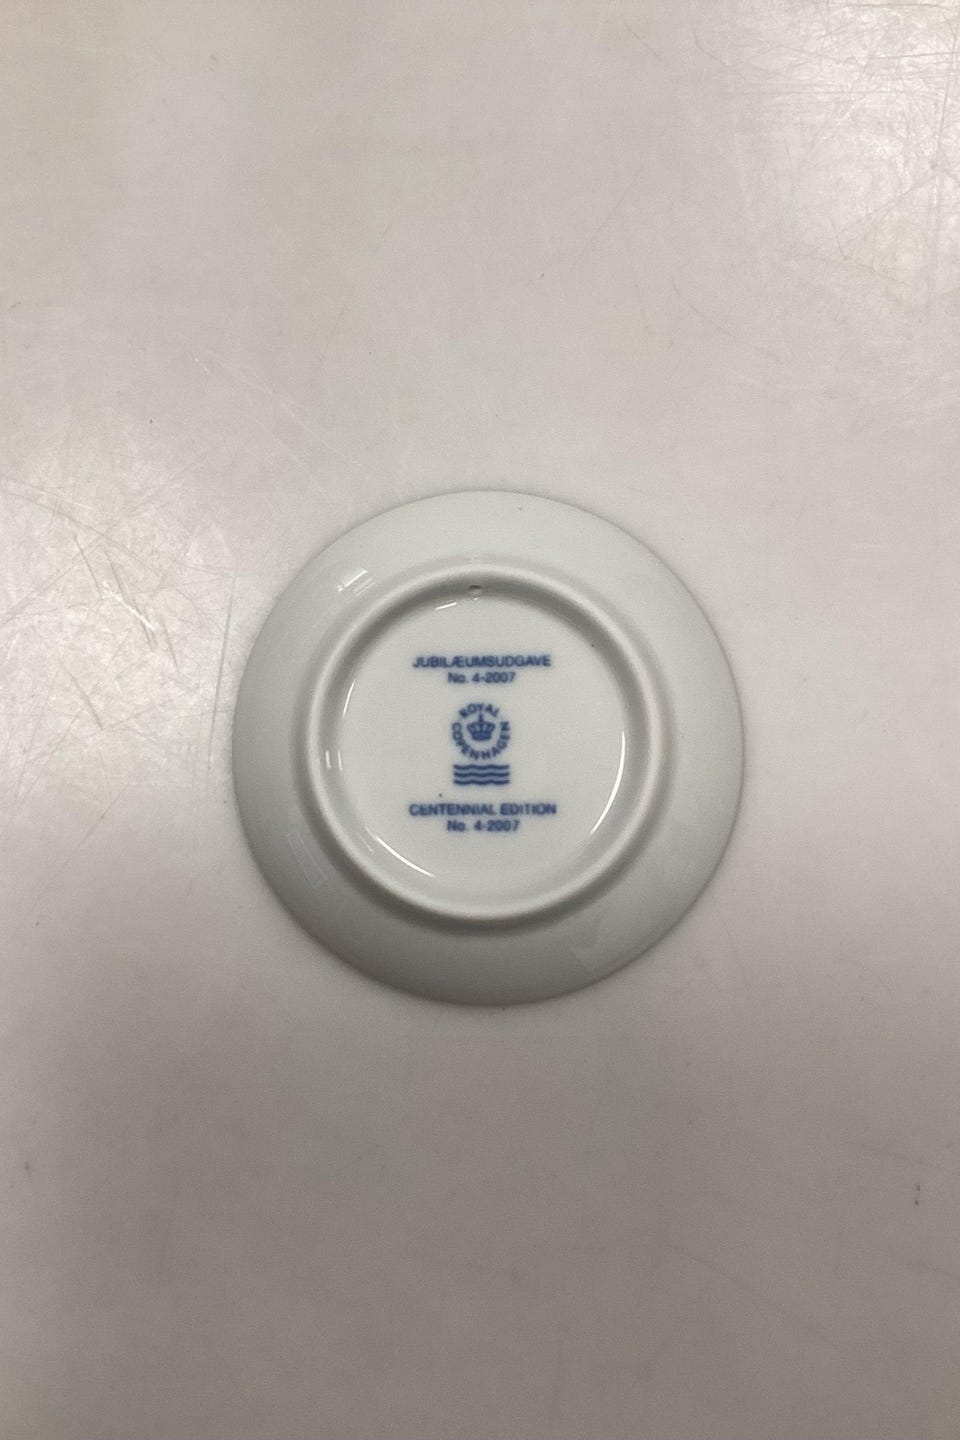 JUBILÆUMSUDGAVE
No. 4-2007
ROYAL
COPENHAGEN
CENTENNIAL EDITION
No. 4-2007